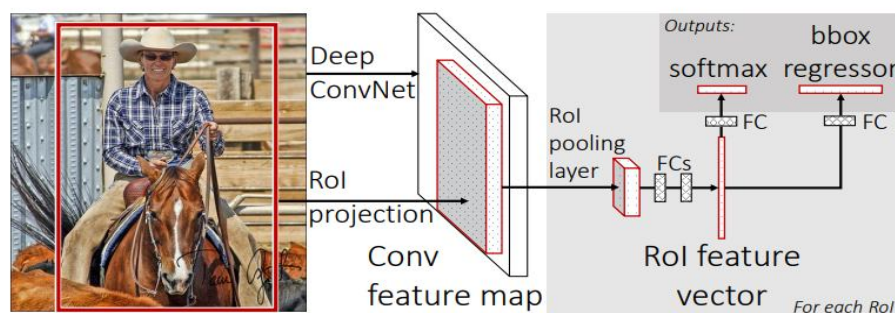 Deep
ConvNet
RoI
projection
Conv
feature map
RoI
pooling
layer
FCs
Outputs:
softmax
bbox
regressor
FC
FC
RoI feature
vector
For each RoI